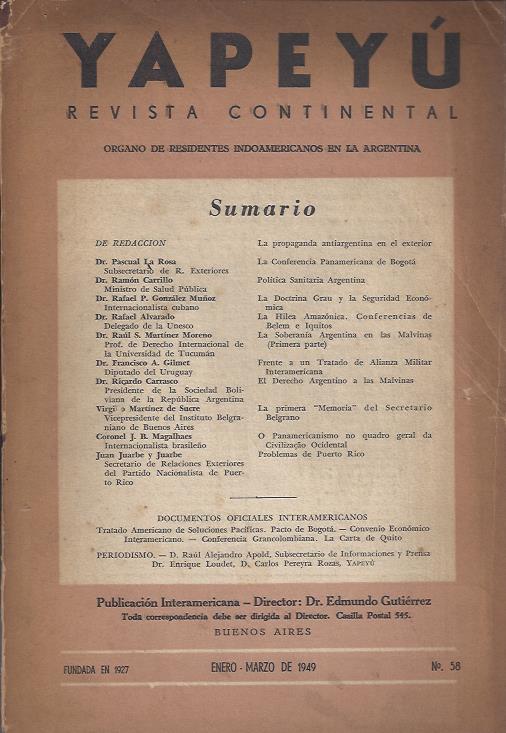 YAPEYÚ
REVISTA CONTINENTAL
ORGANO DE RESIDENTES INDOAMERICANOS EN LA ARGENTINA
Sumario
DE REDACCION La propaganda antiargentina en el exterior
Dr. Pascual La Rosa La Conferencia Panamericana de Bogotá
Subsecretario de R. Exteriores
Dr. Ramón Carrillo Política Sanitaria Argentina
Ministro de Salud Pública
Dr. Rafael P. González Muñoz La Doctrina Grau y la Seguridad Econó-
Internacionalista cubano mica
Dr. Rafael Alvarado La Hilea Amazónica. Conferencias de
Delegado de la Unesco Belem e Iquitos
Dr. Raúl S. Martínez Moreno La Soberanía Argentina en las Malvinas
Prof. de Derecho Internacional de (Primera parte)
la Universidad de Tucumán
Dr. Francisco A. Gilmet Frente a un Tratado de Alianza Militar
Diputado del Uruguay Interamericana
Dr. Ricardo Carrasco El Derecho Argentino a las Malvinas
Presidente de la Sociedad Boli-
viana de la República Argentina
Virgi o Martínez de Sucre La primera "Memoria" del Secretario
Vicepresidente del Instituto Belgra- Belgrano
niano de Buenos Aires
Coronel J. B. Magalhaes O Panamericanismo no quadro geral da
Internacionalista brasileño Civilização Ocidental
Juan Juarbe y Juarbe Problemas de Puerto Rico
Secretario de Relaciones Exteriores
del Partido Nacionalista de Puer-
to Rico
DOCUMENTOS OFICIALES INTERAMERICANOS
Tratado Americano de Soluciones Pacíficas. Pacto de Bogotá. — Convenio Económico
Interamericano. — Conferencia Grancolombiana. La Carta de Quito
PERIODISMO. — D. Raúl Alejandro Apold, Subsecretario de Informaciones y Prensa
Dr. Enrique Loudet, D. Carlos Pereyra Rozas, YAPEYÚ
Publicación Interamericana — Director: Dr. Edmundo Gutiérrez
Toda correspondencia debe ser dirigida al Director. Casilla Postal 545.
BUENOS AIRES
FUNDADA EN 1927 ENERO - MARZO DE 1949 No. 58